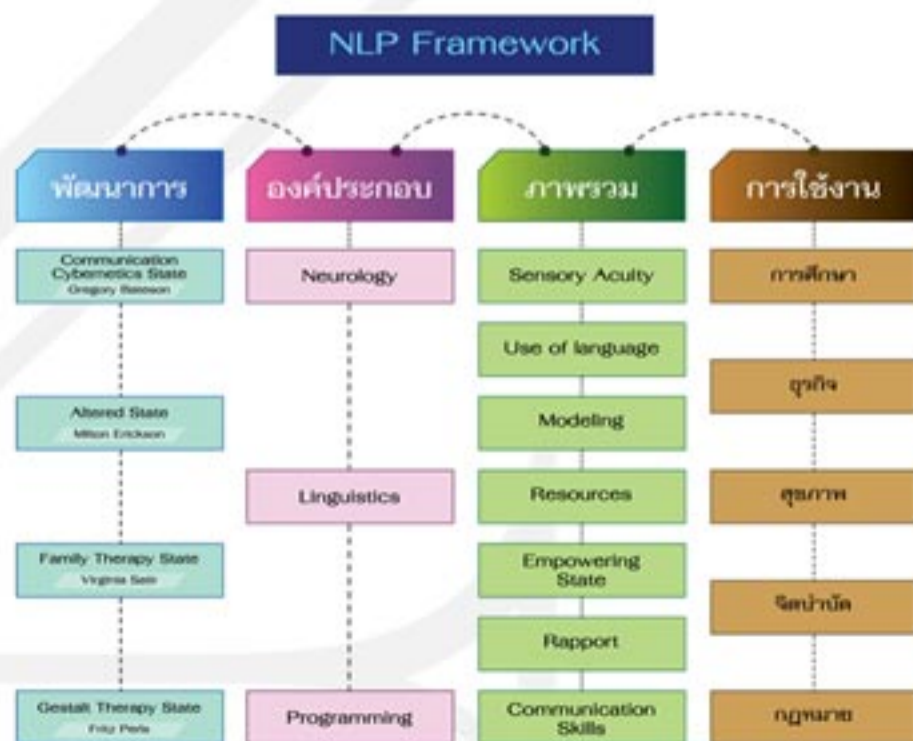 NLP Framework
พัฒนาการ
Communication
Cybernetics State
Gregory Bateson
Altered State
Milton Erickson
Family Therapy State
Virginia Satir
Gestalt Therapy State
Fritz Perls
องค์ประกอบ
Neurology
Linguistics
Programming
ภาพรวม
Sensory Acuity
Use of language
Modeling
Resources
Empowering
State
Rapport
Communication
Skills
การใช้งาน
การศึกษา
ธุรกิจ
สุขภาพ
จิตบำบัด
กฎหมาย